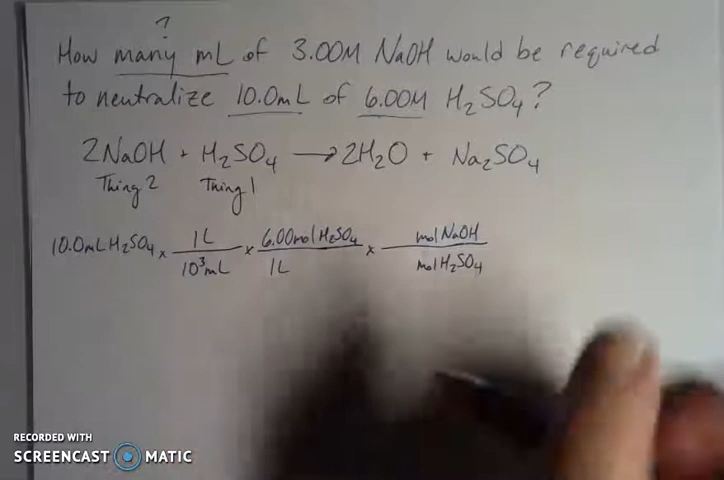 ?
How many mL of 3.00M NaOH would be required
to neutralize 10.0mL of 6.00M H₂SO₄?
2NaOH + H₂SO₄ → 2H₂O + Na₂SO₄
Thing 2 Thing 1
10.0mL H₂SO₄ × 1L / 10³mL × 6.00mol H₂SO₄ / 1L × mol NaOH / mol H₂SO₄
RECORDED WITH
SCREENCAST MATIC